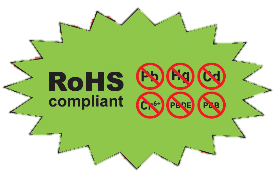 RoHS
compliant
Pb Hg Cd
Cr6+ PBDE PBB